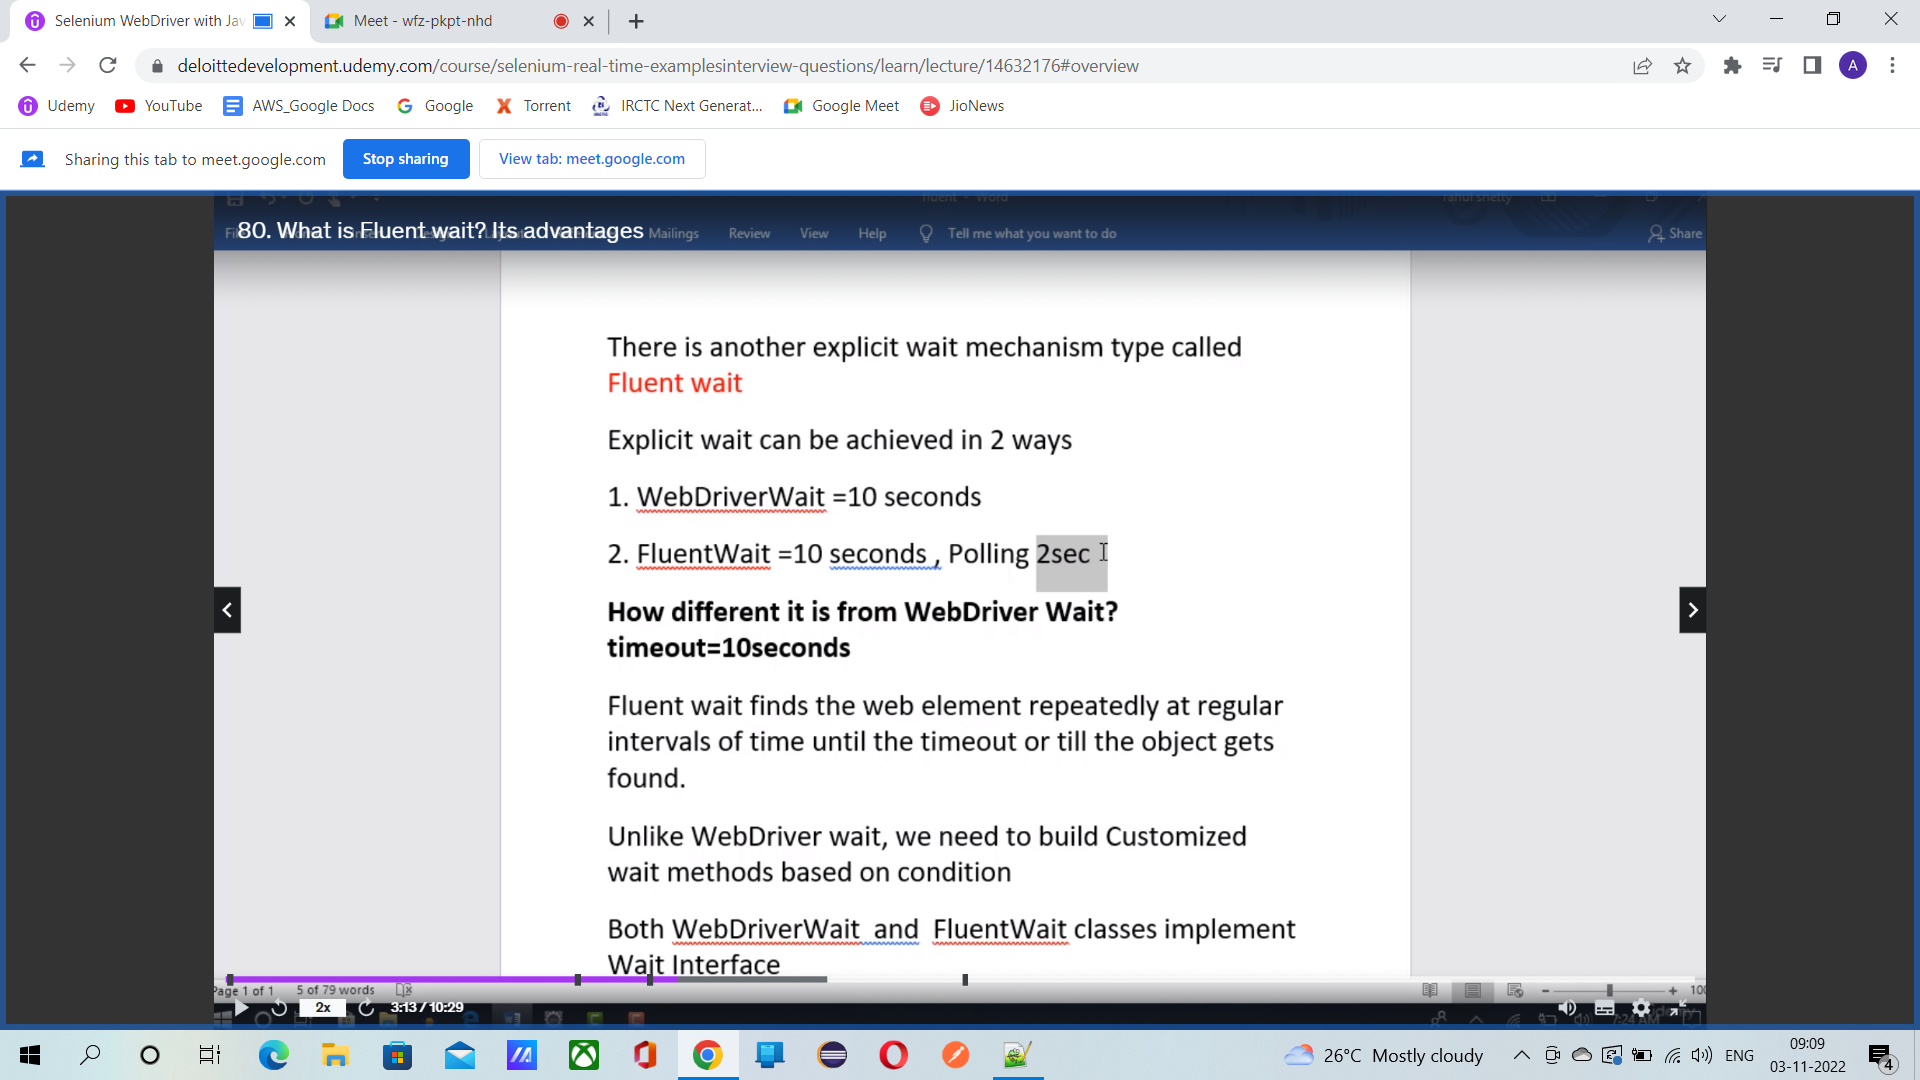 Selenium WebDriver with Jav
Meet - wfz-pkpt-nhd
deloittedevelopment.udemy.com/course/selenium-real-time-examplesinterview-questions/learn/lecture/14632176#overview
A
Udemy
YouTube
AWS_Google Docs
Google
Torrent
IRCTC Next Generat...
Google Meet
JioNews
Sharing this tab to meet.google.com
Stop sharing
View tab: meet.google.com
fluent - Word
rahul shetty
80. What is Fluent wait? Its advantages
Mailings
Review
View
Help
Tell me what you want to do
Share
There is another explicit wait mechanism type called
Fluent wait
Explicit wait can be achieved in 2 ways
1. WebDriverWait =10 seconds
2. FluentWait =10 seconds , Polling 2sec
How different it is from WebDriver Wait?
timeout=10seconds
Fluent wait finds the web element repeatedly at regular
intervals of time until the timeout or till the object gets
found.
Unlike WebDriver wait, we need to build Customized
wait methods based on condition
Both WebDriverWait and FluentWait classes implement
Wait Interface
Page 1 of 1
5 of 79 words
2x
3:13 / 10:29
26°C Mostly cloudy
ENG
09:09
03-11-2022
4